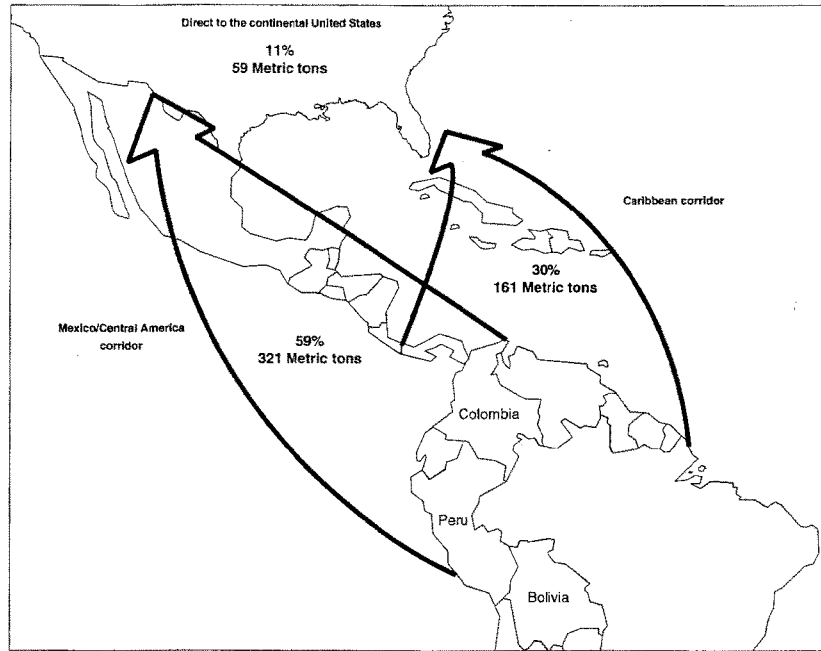 Direct to the continental United States
11%
59 Metric tons
Caribbean corridor
30%
161 Metric tons
Mexico/Central America
corridor
59%
321 Metric tons
Colombia
Peru
Bolivia